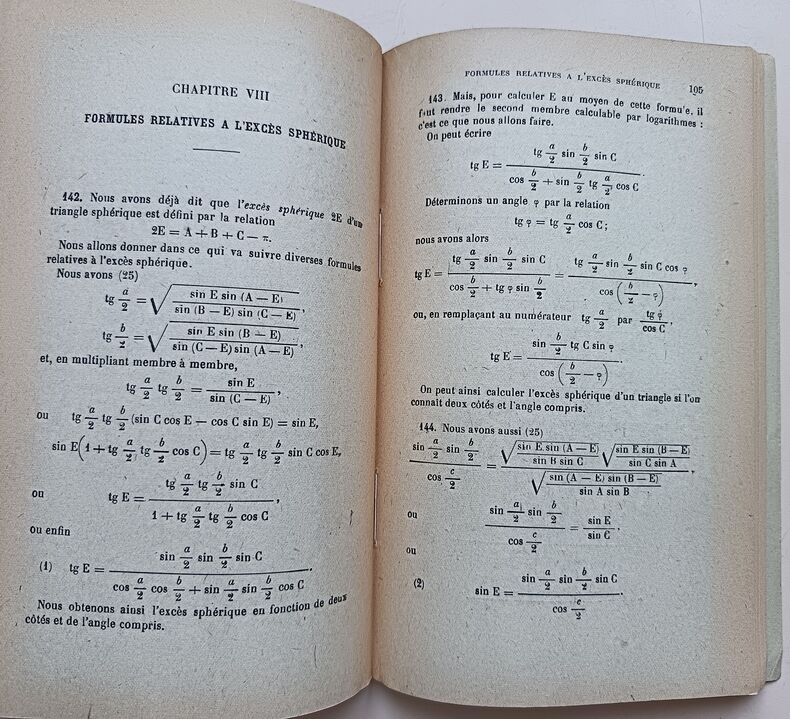 CHAPITRE VIII
FORMULES RELATIVES A L'EXCÈS SPHÉRIQUE
142. Nous avons déjà dit que l'excès sphérique 2E d'un
triangle sphérique est défini par la relation
2E = A + B + C — π.
Nous allons donner dans ce qui va suivre diverses formules
relatives à l'excès sphérique.
Nous avons (25)
tg a/2 = √(sin E sin (A — E) / sin (B — E) sin (C — E)),
tg b/2 = √(sin E sin (B — E) / sin (C — E) sin (A — E)),
et, en multipliant membre à membre,
tg a/2 tg b/2 = sin E / sin (C — E),
ou tg a/2 tg b/2 (sin C cos E — cos C sin E) = sin E,
sin E(1 + tg a/2 tg b/2 cos C) = tg a/2 tg b/2 sin C cos E,
ou tg E = tg a/2 tg b/2 sin C / 1 + tg a/2 tg b/2 cos C,
ou enfin
(1) tg E = sin a/2 sin b/2 sin C / cos a/2 cos b/2 + sin a/2 sin b/2 cos C.
Nous obtenons ainsi l'excès sphérique en fonction de deux
côtés et de l'angle compris.
FORMULES RELATIVES A L'EXCÈS SPHÉRIQUE 105
143. Mais, pour calculer E au moyen de cette formule, il
faut rendre le second membre calculable par logarithmes :
c'est ce que nous allons faire.
On peut écrire
tg E = tg a/2 sin b/2 sin C / cos b/2 + sin b/2 tg a/2 cos C
Déterminons un angle φ par la relation
tg φ = tg a/2 cos C ;
nous avons alors
tg E = tg a/2 sin b/2 sin C / cos b/2 + tg φ sin b/2 = tg a/2 sin b/2 sin C cos φ / cos (b/2 — φ)
ou, en remplaçant au numérateur tg a/2 par tg φ / cos C,
tg E = sin b/2 tg C sin φ / cos (b/2 — φ).
On peut ainsi calculer l'excès sphérique d'un triangle si l'on
connait deux côtés et l'angle compris.
144. Nous avons aussi (25)
sin a/2 sin b/2 / cos c/2 = √(sin E sin (A — E) / sin B sin C) √(sin E sin (B — E) / sin C sin A) / √(sin (A — E) sin (B — E) / sin A sin B),
ou sin a/2 sin b/2 / cos c/2 = sin E / sin C.
ou
(2) sin E = sin a/2 sin b/2 sin C / cos c/2